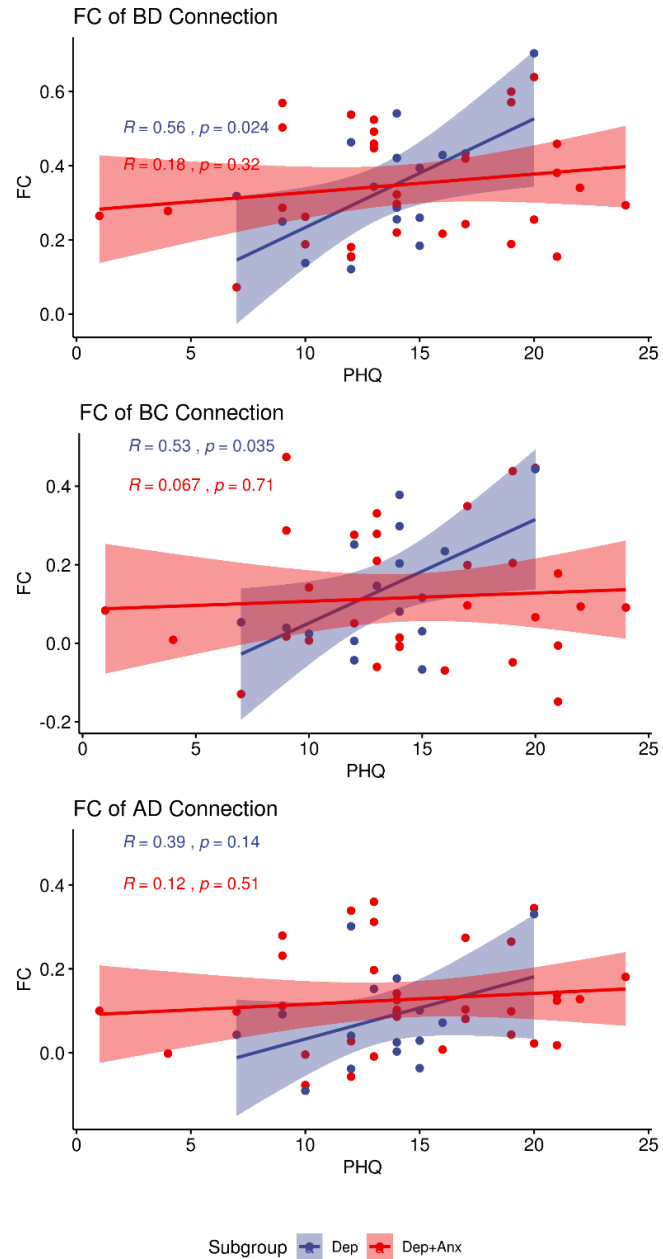 FC of BD Connection
R = 0.56 , p = 0.024
R = 0.18 , p = 0.32
FC
0.6
0.4
0.2
0.0
0 5 10 15 20 25
PHQ
FC of BC Connection
R = 0.53 , p = 0.035
R = 0.067 , p = 0.71
FC
0.4
0.2
0.0
-0.2
0 5 10 15 20 25
PHQ
FC of AD Connection
R = 0.39 , p = 0.14
R = 0.12 , p = 0.51
FC
0.4
0.2
0.0
0 5 10 15 20 25
PHQ
Subgroup & Dep & Dep+Anx